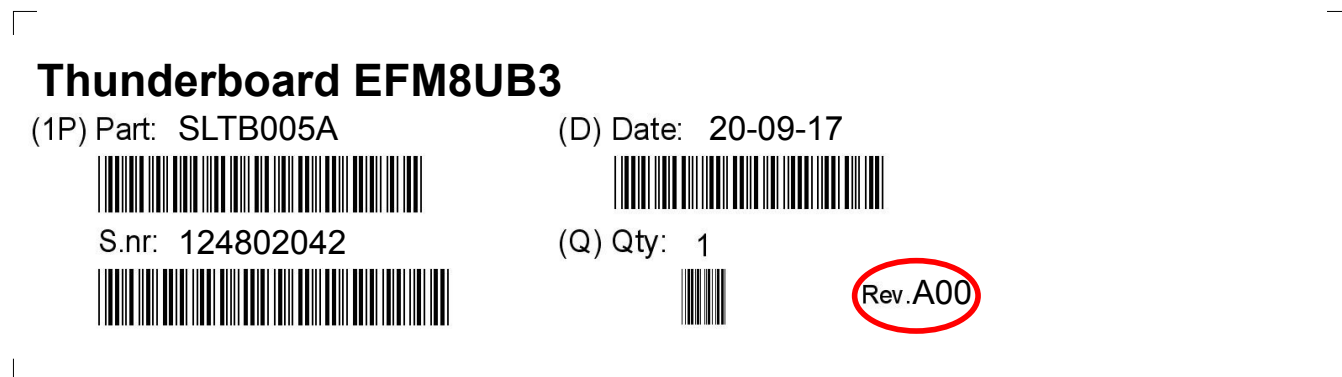 Thunderboard EFM8UB3
(1P) Part: SLTB005A
(D) Date: 20-09-17
S.nr: 124802042
(Q) Qty: 1
Rev.A00